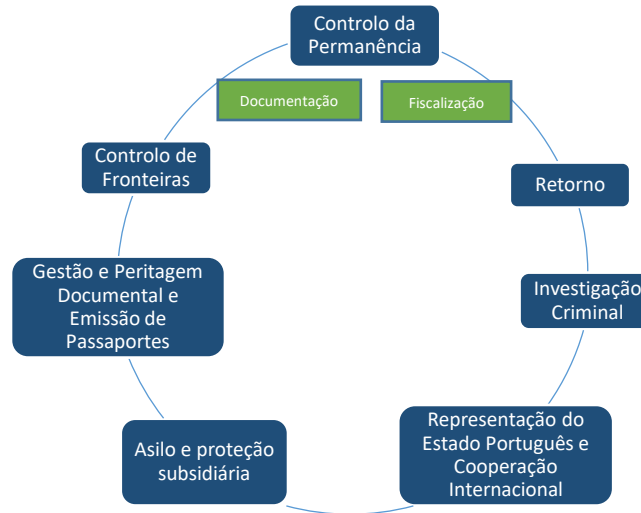 Controlo da
Permanência
Documentação
Fiscalização
Controlo de
Fronteiras
Retorno
Gestão e Peritagem
Documental e
Emissão de
Passaportes
Investigação
Criminal
Asilo e proteção
subsidiária
Representação do
Estado Português e
Cooperação
Internacional